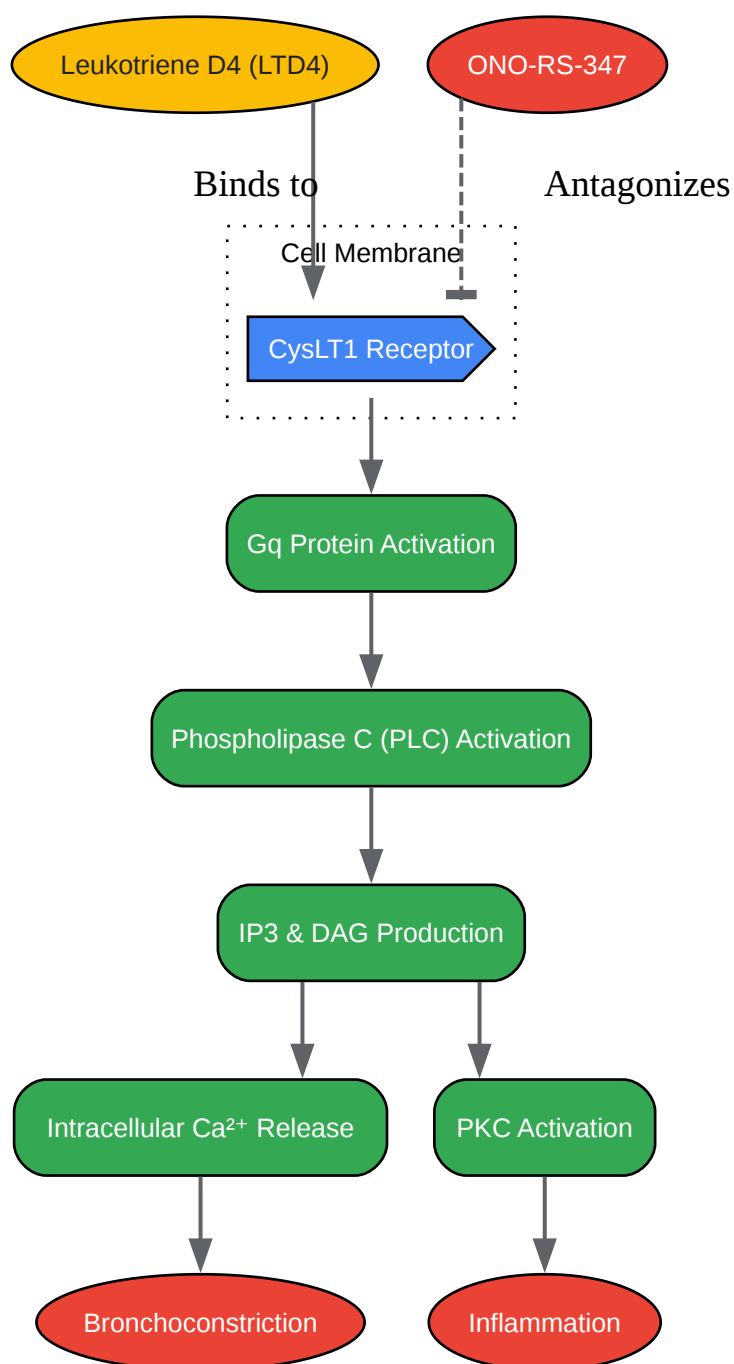 Leukotriene D4 (LTD4)
ONO-RS-347
Binds to
Antagonizes
Cell Membrane
CysLT1 Receptor
Gq Protein Activation
Phospholipase C (PLC) Activation
IP3 & DAG Production
Intracellular Ca²⁺ Release
PKC Activation
Bronchoconstriction
Inflammation